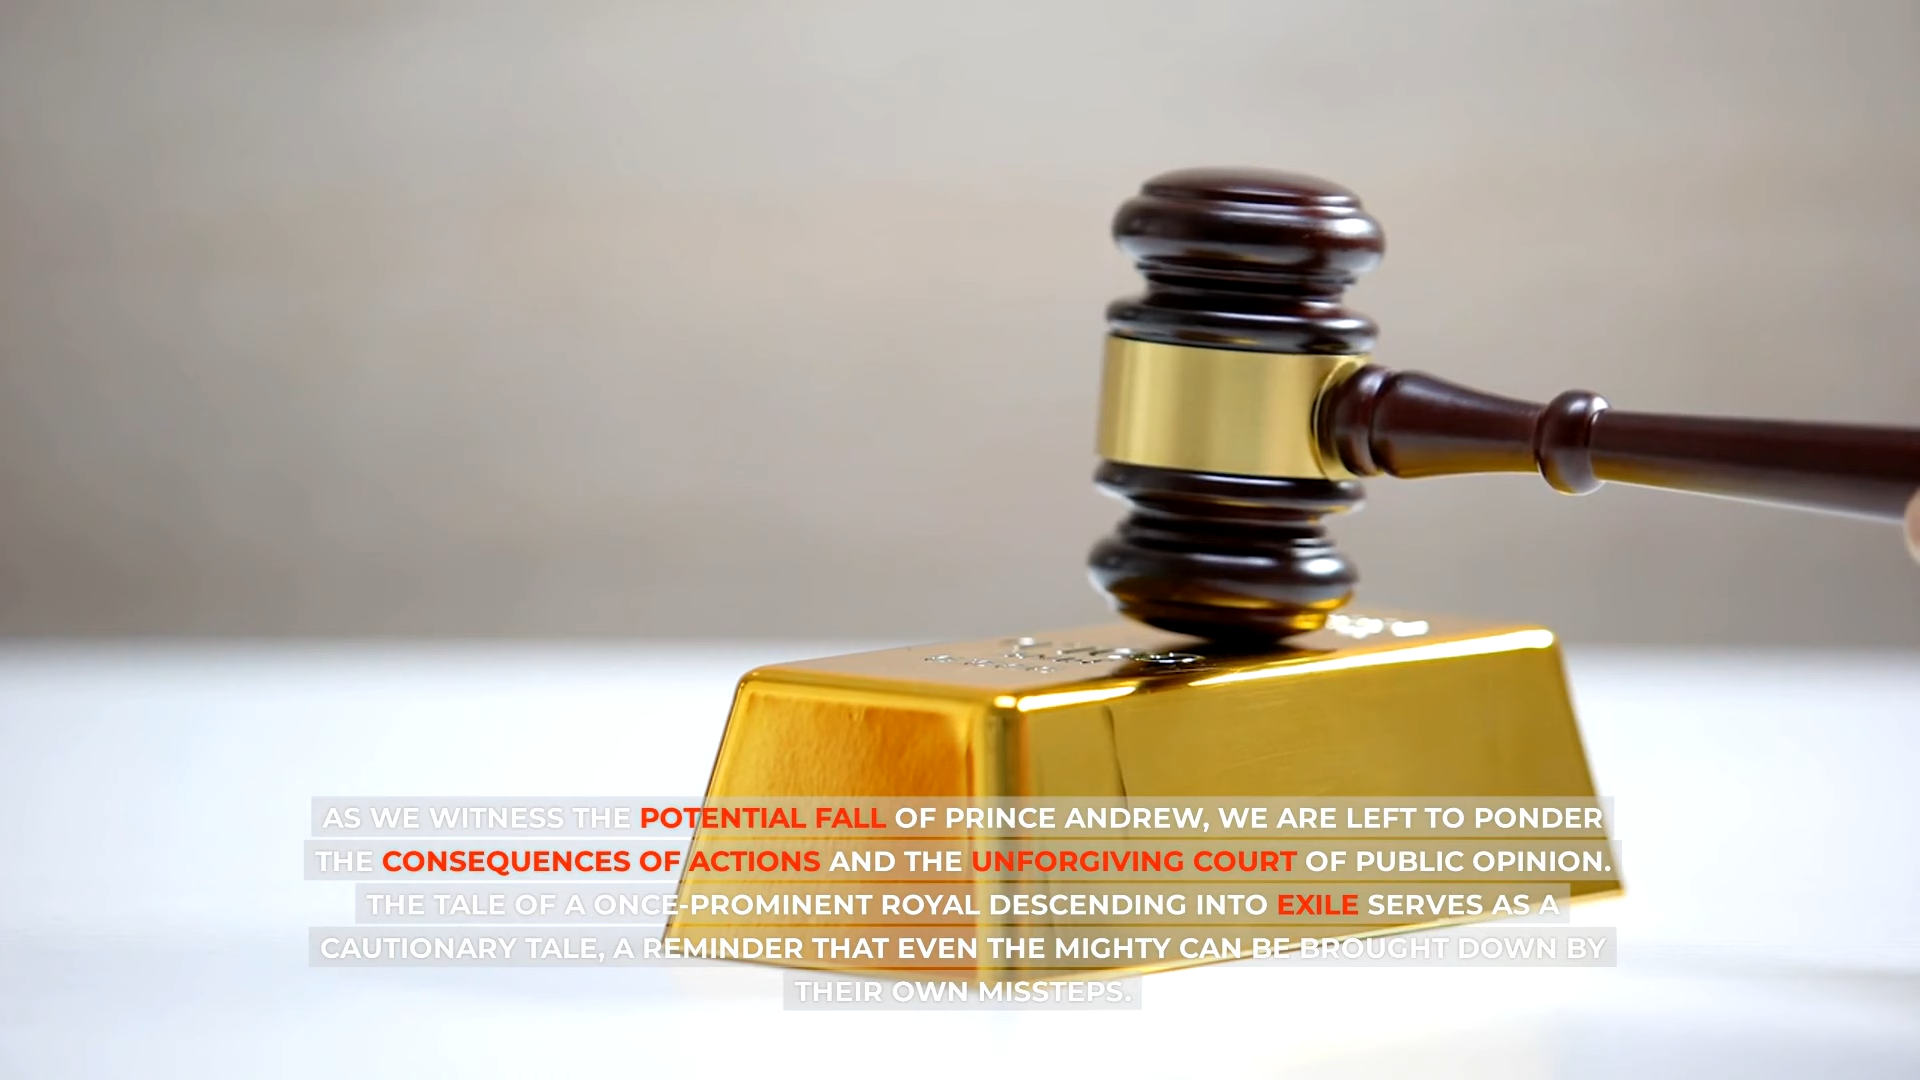 AS WE WITNESS THE POTENTIAL FALL OF PRINCE ANDREW, WE ARE LEFT TO PONDER
THE CONSEQUENCES OF ACTIONS AND THE UNFORGIVING COURT OF PUBLIC OPINION.
THE TALE OF A ONCE-PROMINENT ROYAL DESCENDING INTO EXILE SERVES AS A
CAUTIONARY TALE, A REMINDER THAT EVEN THE MIGHTY CAN BE BROUGHT DOWN BY
THEIR OWN MISSTEPS.